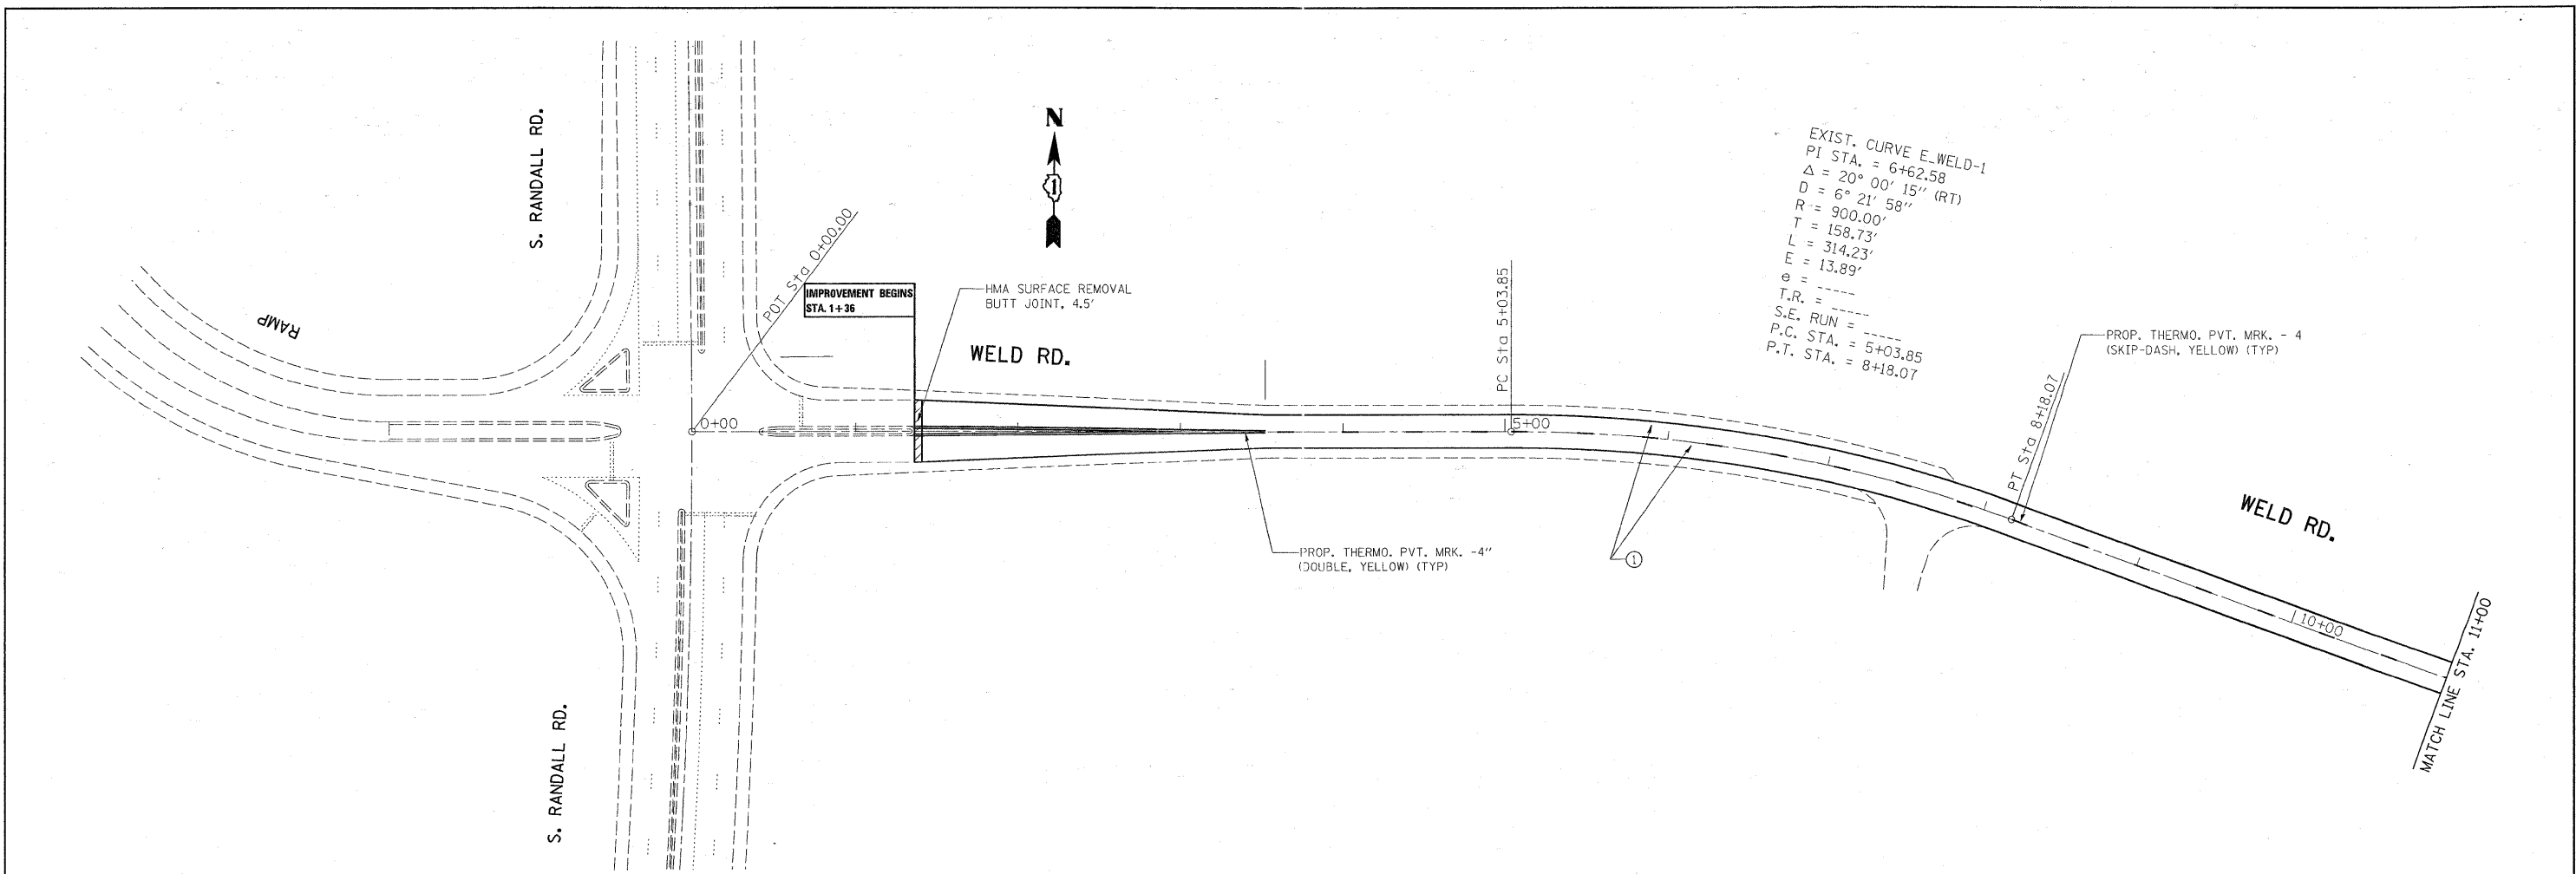 S. RANDALL RD.
N
1
POT Sta 0+00.00
IMPROVEMENT BEGINS
STA. 1+36
HMA SURFACE REMOVAL
BUTT JOINT, 4.5'
WELD RD.
RAMP
PC Sta 5+03.85
EXIST. CURVE E_WELD-1
PI STA. = 6+62.58
Δ = 20° 00' 15" (RT)
D = 6° 21' 58"
R = 900.00'
T = 158.73'
L = 314.23'
E = 13.89'
e = -----
T.R. = -----
S.E. RUN = -----
P.C. STA. = 5+03.85
P.T. STA. = 8+18.07
PROP. THERMO. PVT. MRK. - 4
(SKIP-DASH, YELLOW) (TYP)
PT Sta 8+18.07
0+00
5+00
WELD RD.
PROP. THERMO. PVT. MRK. -4"
(DOUBLE, YELLOW) (TYP)
1
10+00
MATCH LINE STA. 11+00
S. RANDALL RD.